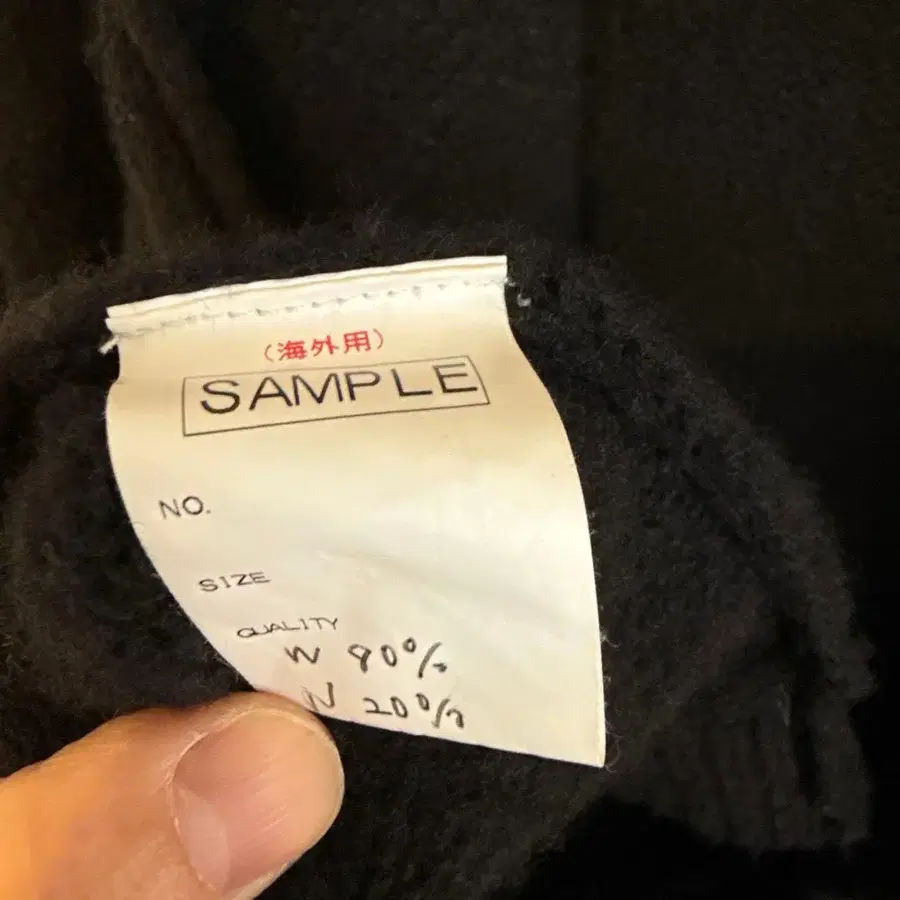 (海外用)
SAMPLE
NO.
SIZE
QUALITY
W 80%
N 20%